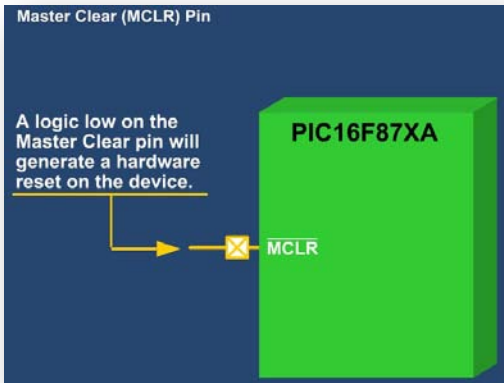 Master Clear (MCLR) Pin
A logic low on the
Master Clear pin will
generate a hardware
reset on the device.
PIC16F87XA
MCLR